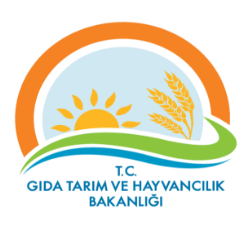 T.C.
GIDA TARIM VE HAYVANCILIK
BAKANLIĞI